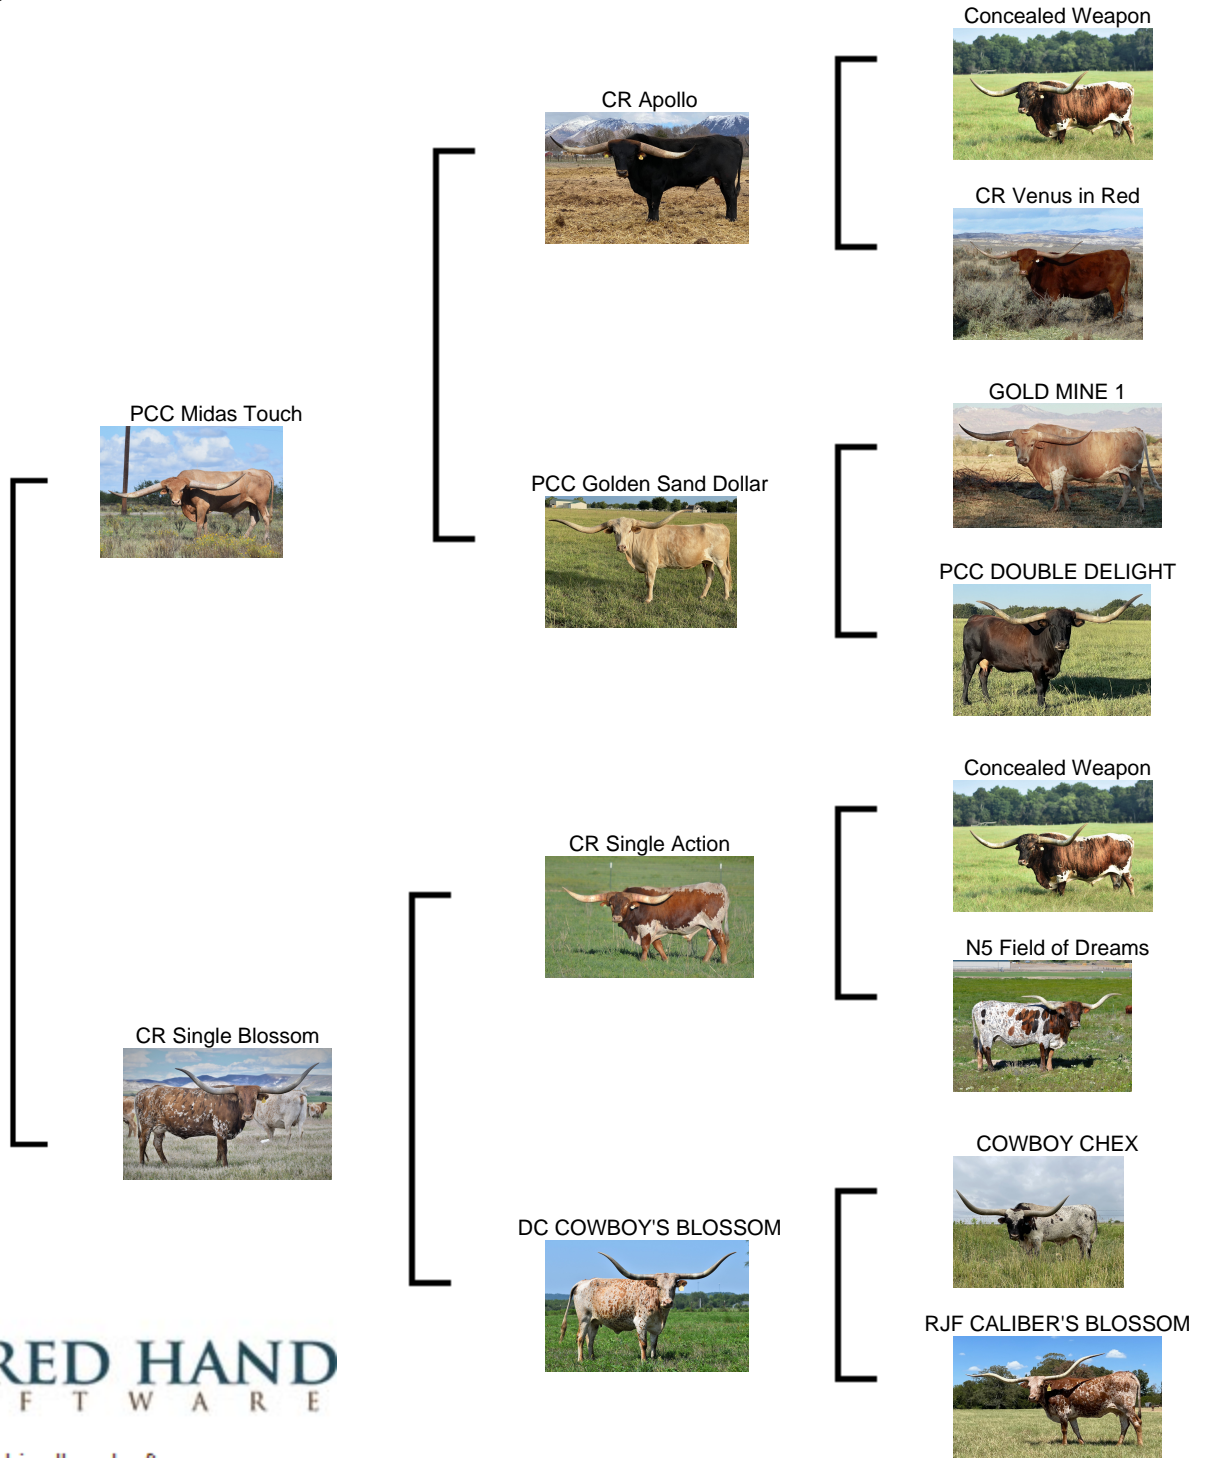 Concealed Weapon
CR Apollo
CR Venus in Red
GOLD MINE 1
PCC Midas Touch
PCC Golden Sand Dollar
PCC DOUBLE DELIGHT
Concealed Weapon
CR Single Action
N5 Field of Dreams
CR Single Blossom
COWBOY CHEX
DC COWBOY'S BLOSSOM
RJF CALIBER'S BLOSSOM
RED HAND
F T W A R E